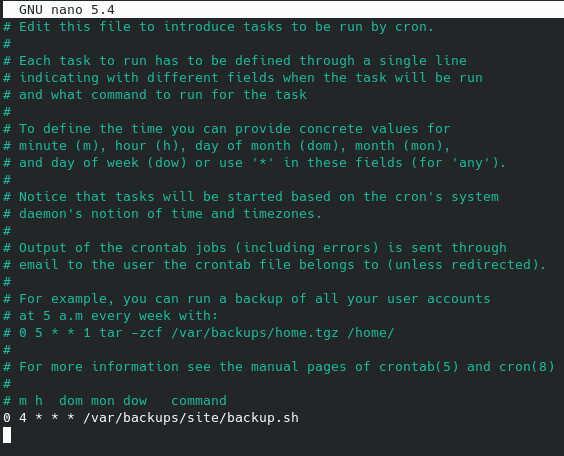 GNU nano 5.4
# Edit this file to introduce tasks to be run by cron.
#
# Each task to run has to be defined through a single line
# indicating with different fields when the task will be run
# and what command to run for the task
#
# To define the time you can provide concrete values for
# minute (m), hour (h), day of month (dom), month (mon),
# and day of week (dow) or use '*' in these fields (for 'any').
#
# Notice that tasks will be started based on the cron's system
# daemon's notion of time and timezones.
#
# Output of the crontab jobs (including errors) is sent through
# email to the user the crontab file belongs to (unless redirected).
#
# For example, you can run a backup of all your user accounts
# at 5 a.m every week with:
# 0 5 * * 1 tar -zcf /var/backups/home.tgz /home/
#
# For more information see the manual pages of crontab(5) and cron(8)
#
# m h  dom mon dow   command
0 4 * * * /var/backups/site/backup.sh